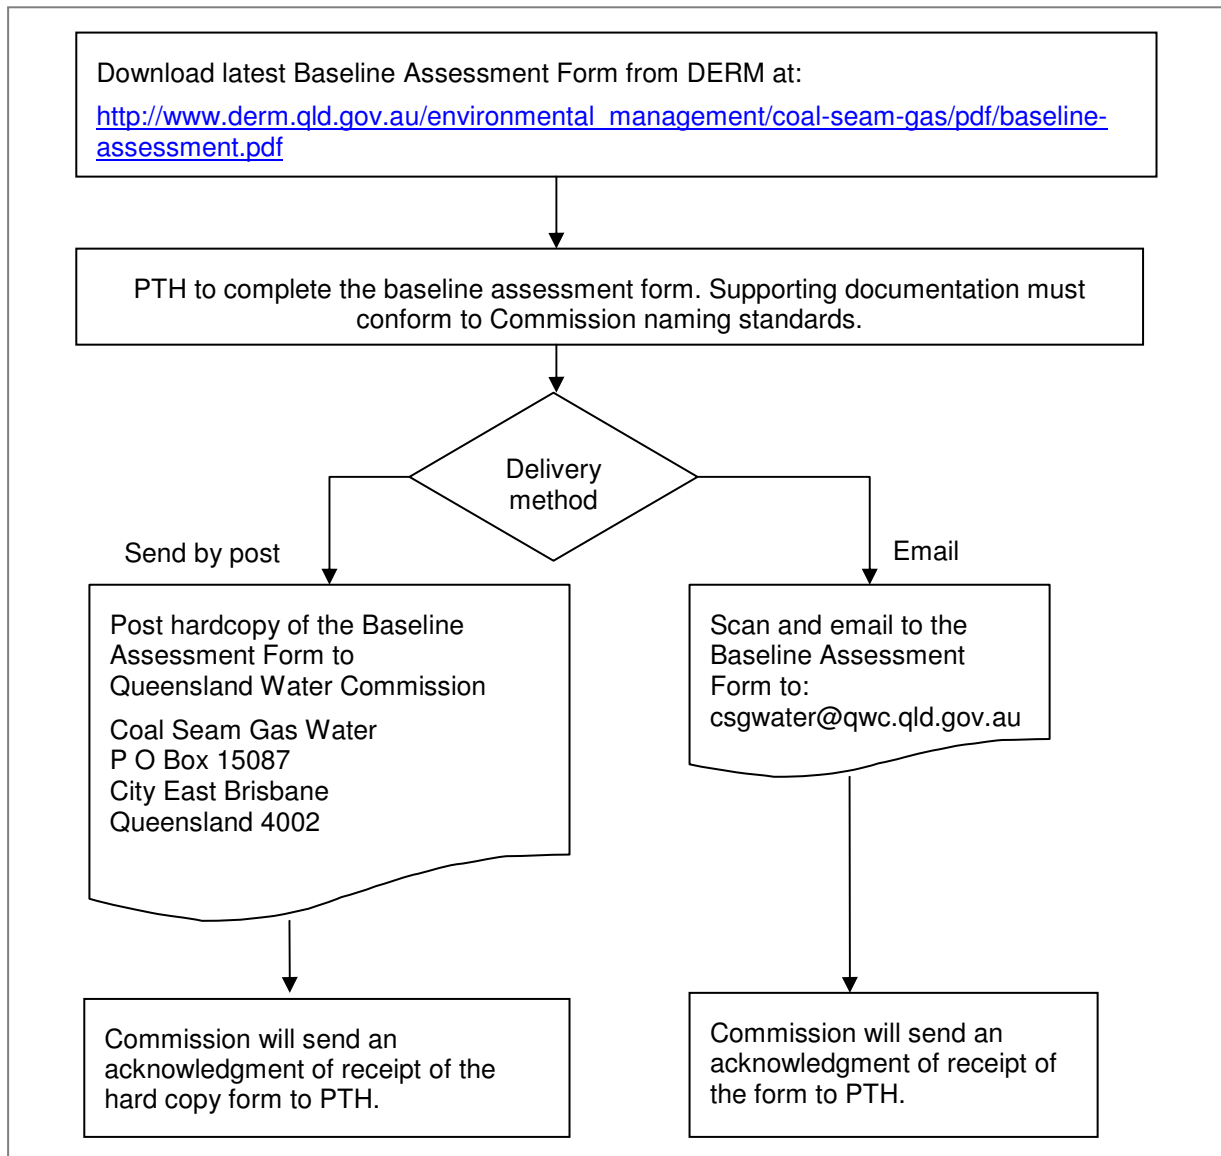 Download latest Baseline Assessment Form from DERM at:
http://www.derm.qld.gov.au/environmental_management/coal-seam-gas/pdf/baseline-
assessment.pdf
PTH to complete the baseline assessment form. Supporting documentation must
conform to Commission naming standards.
Delivery
method
Send by post
Email
Post hardcopy of the Baseline
Assessment Form to
Queensland Water Commission
Coal Seam Gas Water
P O Box 15087
City East Brisbane
Queensland 4002
Scan and email to the
Baseline Assessment
Form to:
csgwater@qwc.qld.gov.au
Commission will send an
acknowledgment of receipt of the
hard copy form to PTH.
Commission will send an
acknowledgment of receipt of
the form to PTH.